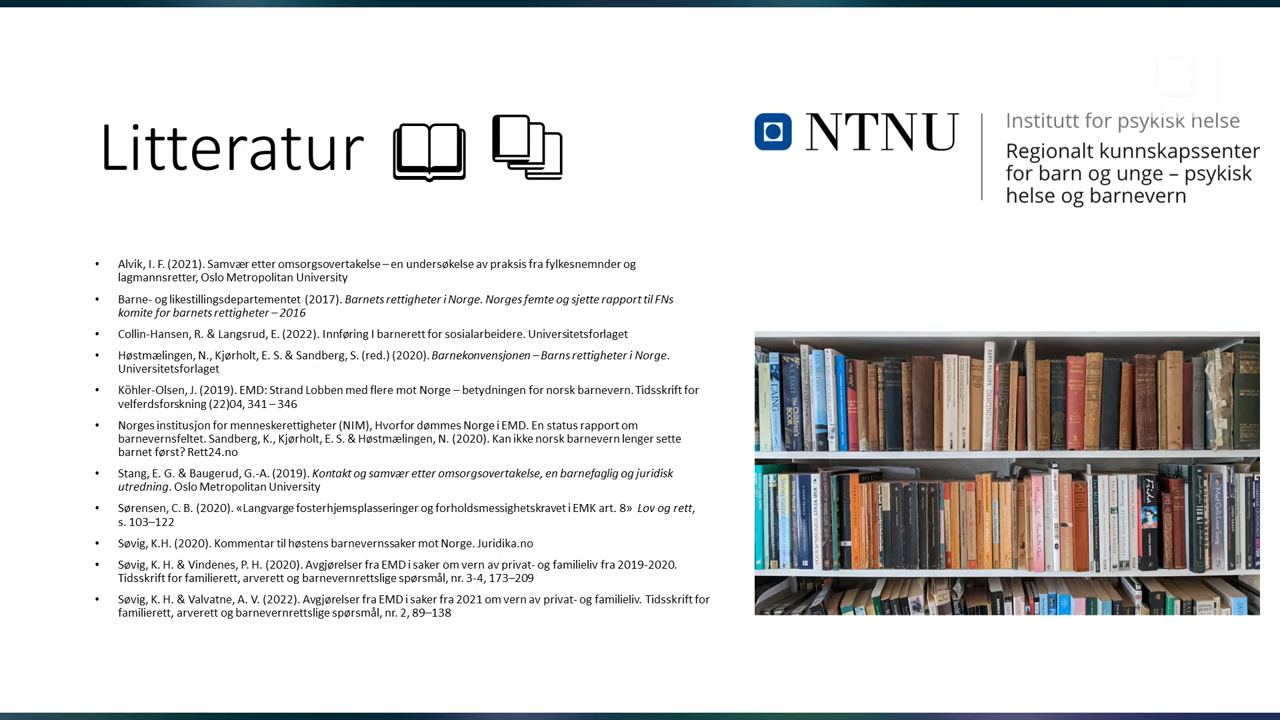 Litteratur
NTNU
Institutt for psykisk helse
Regionalt kunnskapssenter
for barn og unge – psykisk
helse og barnevern
• Alvik, I. F. (2021). Samvær etter omsorgsovertakelse – en undersøkelse av praksis fra fylkesnemnder og
lagmannsretter, Oslo Metropolitan University
• Barne- og likestillingsdepartementet (2017). Barnets rettigheter i Norge. Norges femte og sjette rapport til FNs
komite for barnets rettigheter – 2016
• Collin-Hansen, R. & Langsrud, E. (2022). Innføring I barnerett for sosialarbeidere. Universitetsforlaget
• Høstmælingen, N., Kjørholt, E. S. & Sandberg, S. (red.) (2020). Barnekonvensjonen – Barns rettigheter i Norge.
Universitetsforlaget
• Köhler-Olsen, J. (2019). EMD: Strand Lobben med flere mot Norge – betydningen for norsk barnevern. Tidsskrift for
velferdsforskning (22)04, 341 – 346
• Norges institusjon for menneskerettigheter (NIM), Hvorfor dømmes Norge i EMD. En status rapport om
barnevernsfeltet. Sandberg, K., Kjørholt, E. S. & Høstmælingen, N. (2020). Kan ikke norsk barnevern lenger sette
barnet først? Rett24.no
• Stang, E. G. & Baugerud, G.-A. (2019). Kontakt og samvær etter omsorgsovertakelse, en barnefaglig og juridisk
utredning. Oslo Metropolitan University
• Sørensen, C. B. (2020). «Langvarge fosterhjemsplasseringer og forholdsmessighetskravet i EMK art. 8» Lov og rett,
s. 103–122
• Søvig, K.H. (2020). Kommentar til høstens barnevernssaker mot Norge. Juridika.no
• Søvig, K. H. & Vindenes, P. H. (2020). Avgjørelser fra EMD i saker om vern av privat- og familieliv fra 2019-2020.
Tidsskrift for familierett, arverett og barnevernrettslige spørsmål, nr. 3-4, 173–209
• Søvig, K. H. & Valvatne, A. V. (2022). Avgjørelser fra EMD i saker fra 2021 om vern av privat- og familieliv. Tidsskrift for
familierett, arverett og barnevernrettslige spørsmål, nr. 2, 89–138